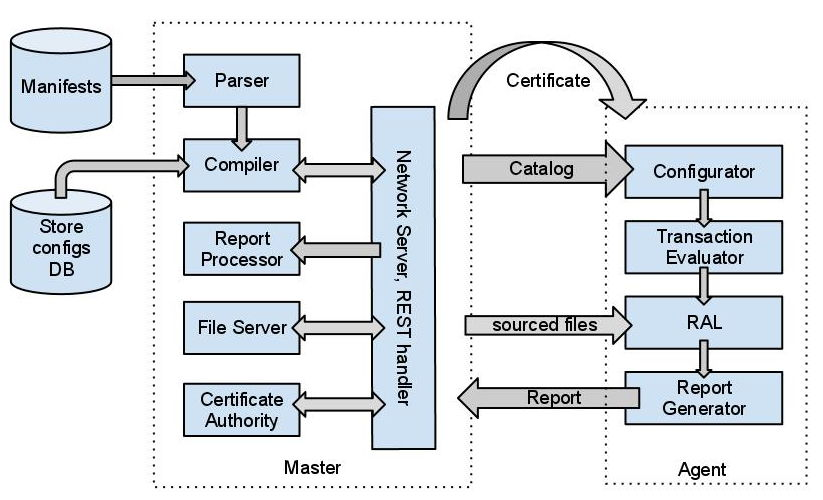 Manifests
Store
configs
DB
Parser
Compiler
Report
Processor
File Server
Certificate
Authority
Network Server, REST handler
Master
Certificate
Catalog
sourced files
Report
Configurator
Transaction
Evaluator
RAL
Report
Generator
Agent